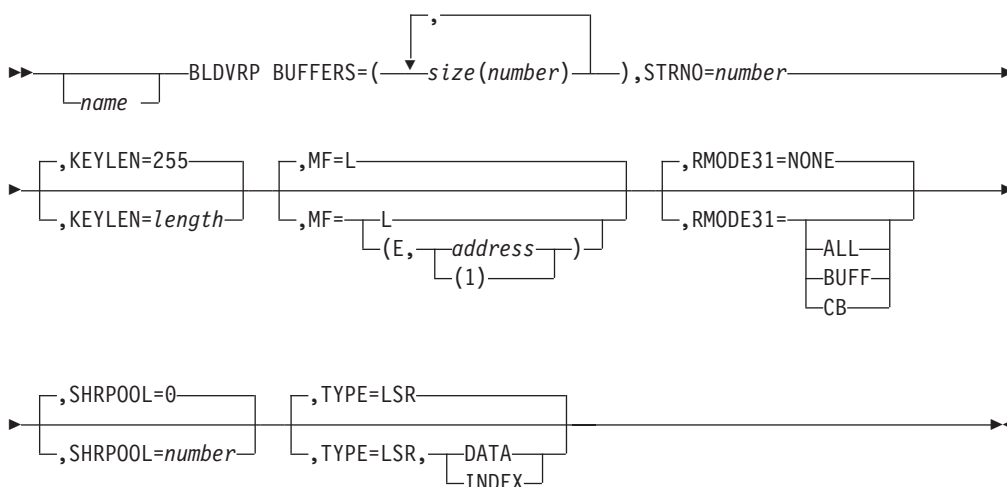 ,
BLDVRP BUFFERS=( size(number) ),STRNO=number
name
,KEYLEN=255 ,MF=L ,RMODE31=NONE
,KEYLEN=length ,MF= L ,RMODE31=
(E, address ) ALL
(1) BUFF
CB
,SHRPOOL=0 ,TYPE=LSR
,SHRPOOL=number ,TYPE=LSR, DATA
INDEX